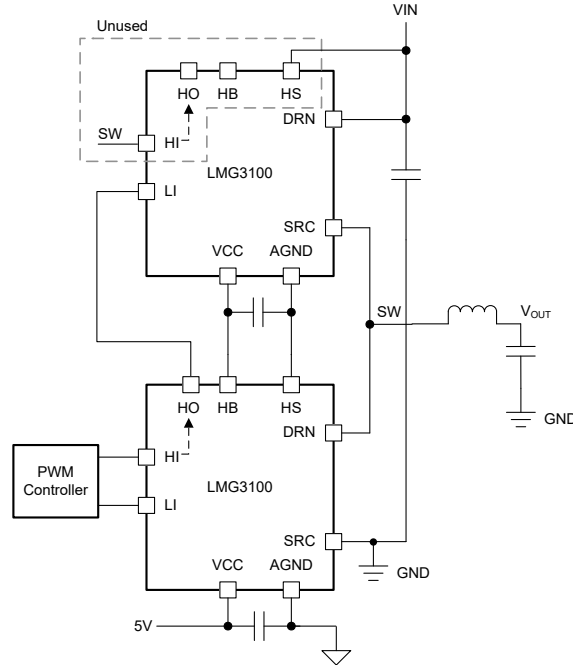 VIN
Unused
HO HB HS
DRN
SW
HI
LMG3100
LI
SRC
VCC AGND
SW
VOUT
GND
HO HB HS
DRN
HI
PWM
Controller
LMG3100
LI
SRC
VCC AGND
GND
5V